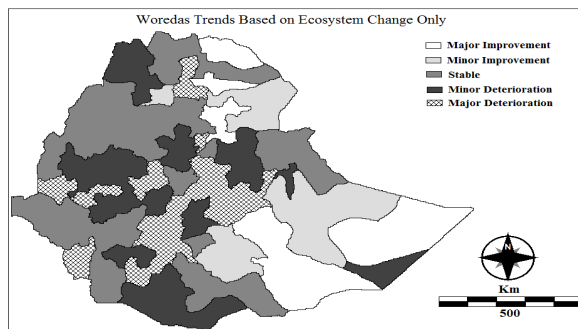 Woredas Trends Based on Ecosystem Change Only
Major Improvement
Minor Improvement
Stable
Minor Deterioration
Major Deterioration
N
Km
500